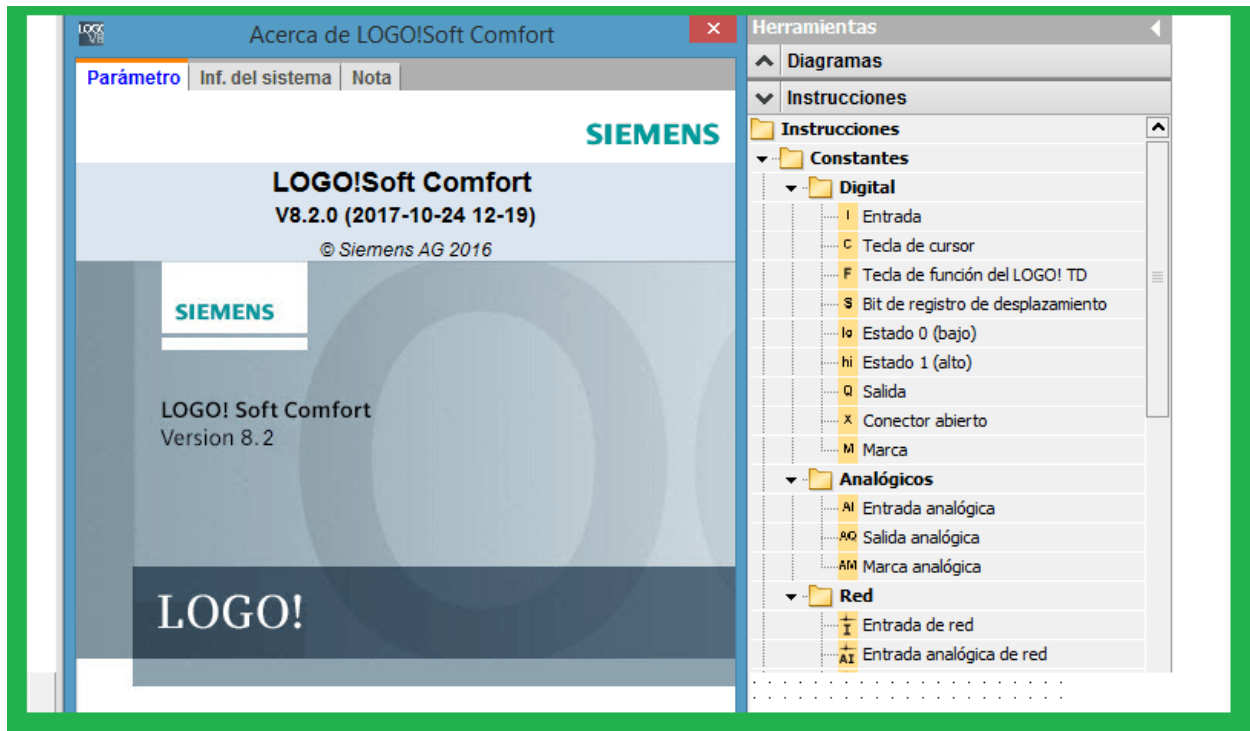 LOGO
V8
Acerca de LOGO!Soft Comfort
Parámetro
Inf. del sistema
Nota
SIEMENS
LOGO!Soft Comfort
V8.2.0 (2017-10-24 12-19)
© Siemens AG 2016
SIEMENS
LOGO! Soft Comfort
Version 8.2
LOGO!
Herramientas
Diagramas
Instrucciones
Instrucciones
Constantes
Digital
I Entrada
C Tecla de cursor
F Tecla de función del LOGO! TD
S Bit de registro de desplazamiento
lo Estado 0 (bajo)
hi Estado 1 (alto)
Q Salida
X Conector abierto
M Marca
Analógicos
AI Entrada analógica
AQ Salida analógica
AM Marca analógica
Red
I Entrada de red
AI Entrada analógica de red